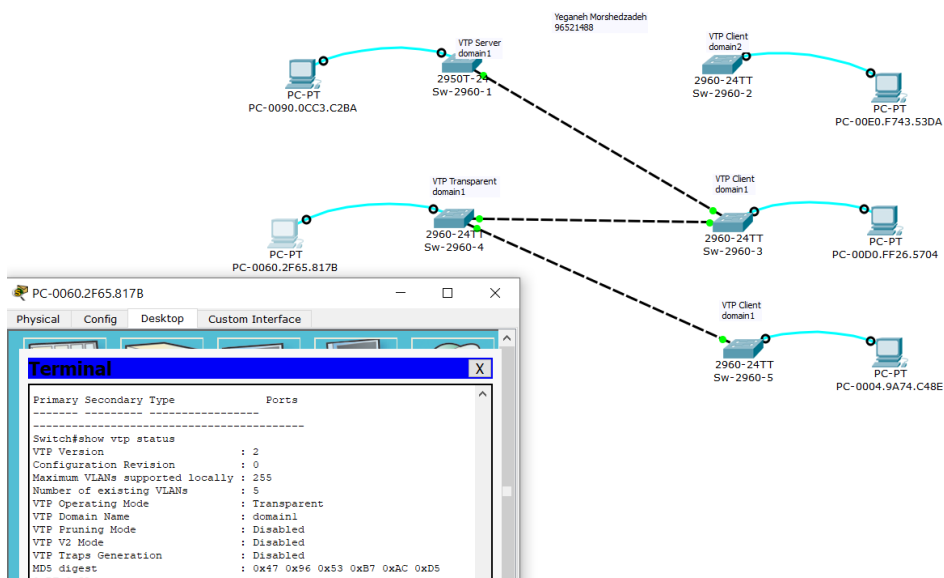 Yeganeh Morshedzadeh
96521488
VTP Server
domain1
2950T-24
Sw-2960-1
PC-PT
PC-0090.0CC3.C2BA
VTP Client
domain2
2960-24TT
Sw-2960-2
PC-PT
PC-00E0.F743.53DA
VTP Transparent
domain1
2960-24TT
Sw-2960-4
PC-PT
PC-0060.2F65.817B
VTP Client
domain1
2960-24TT
Sw-2960-3
PC-PT
PC-00D0.FF26.5704
VTP Client
domain1
2960-24TT
Sw-2960-5
PC-PT
PC-0004.9A74.C48E
PC-0060.2F65.817B
Physical Config Desktop Custom Interface
Terminal X
Primary Secondary Type Ports
------- --------- -----------------
------------------------------------------
Switch#show vtp status
VTP Version : 2
Configuration Revision : 0
Maximum VLANs supported locally : 255
Number of existing VLANs : 5
VTP Operating Mode : Transparent
VTP Domain Name : domain1
VTP Pruning Mode : Disabled
VTP V2 Mode : Disabled
VTP Traps Generation : Disabled
MD5 digest : 0x47 0x96 0x53 0xB7 0xAC 0xD5